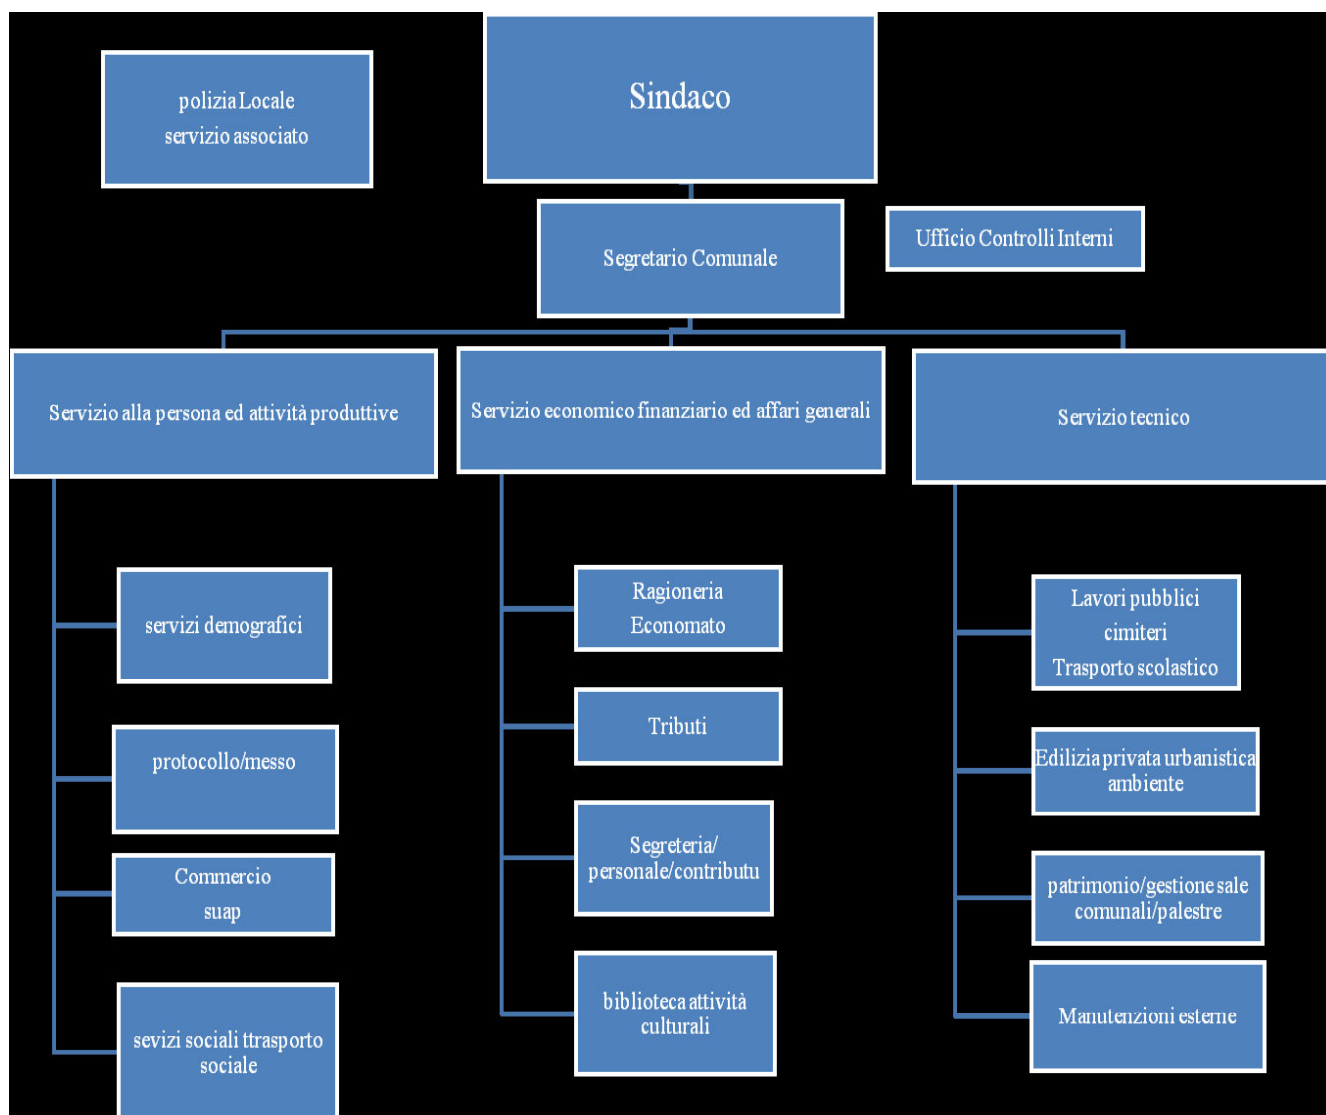 polizia Locale
servizio associato
Sindaco
Segretario Comunale
Ufficio Controlli Interni
Servizio alla persona ed attività produttive
Servizio economico finanziario ed affari generali
Servizio tecnico
servizi demografici
protocollo/messo
Commercio
suap
sevizi sociali ttrasporto
sociale
Ragioneria
Economato
Tributi
Segreteria/
personale/contributu
biblioteca attività
culturali
Lavori pubblici
cimiteri
Trasporto scolastico
Edilizia privata urbanistica
ambiente
patrimonio/gestione sale
comunali/palestre
Manutenzioni esterne